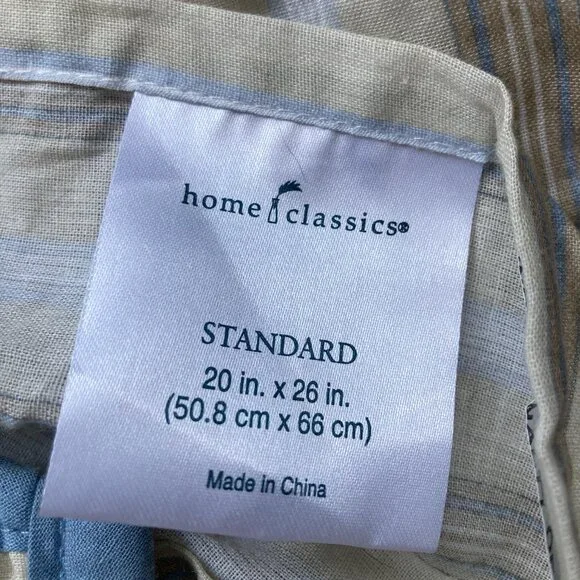 home classics®
STANDARD
20 in. x 26 in.
(50.8 cm x 66 cm)
Made in China